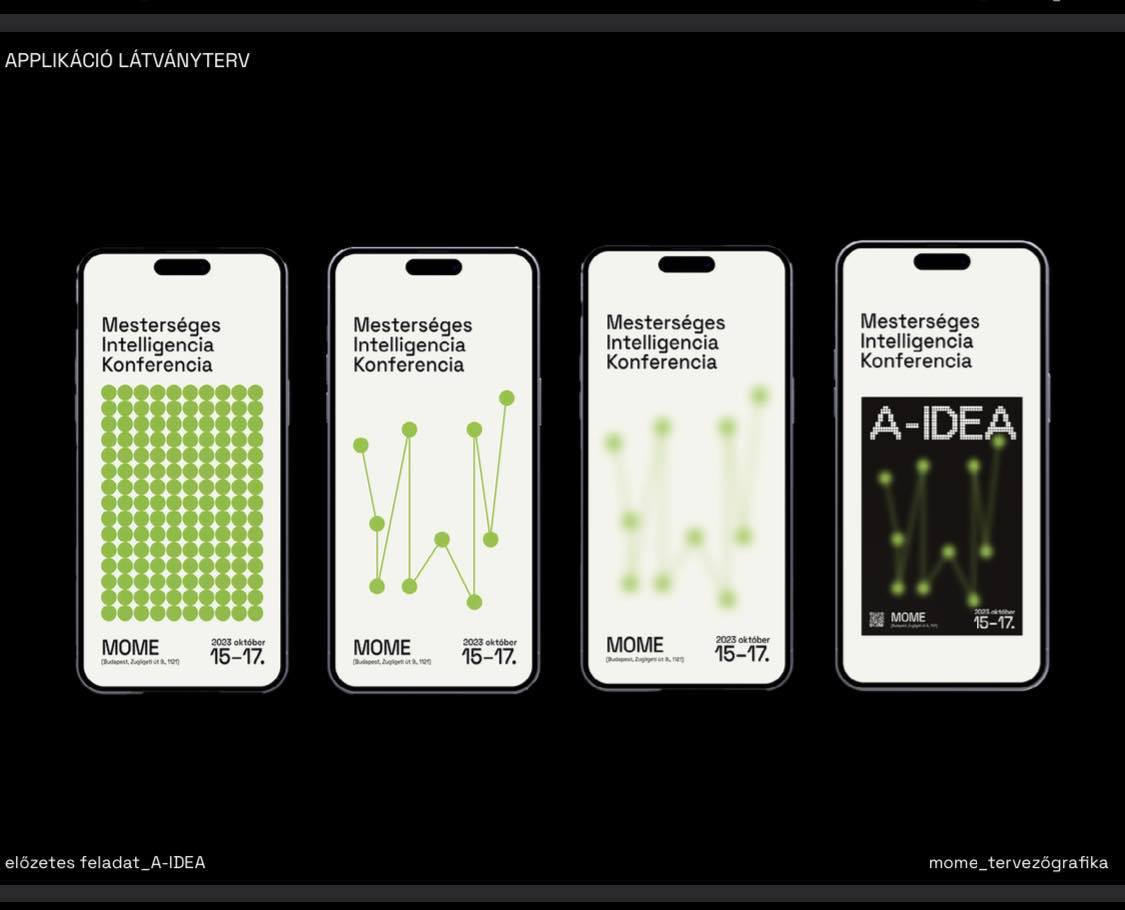 APPLIKÁCIÓ LÁTVÁNYTERV
Mesterséges
Intelligencia
Konferencia
MOME
(Budapest, Zugligeti út 9., 1121)
2023 október
15–17.
Mesterséges
Intelligencia
Konferencia
MOME
(Budapest, Zugligeti út 9., 1121)
2023 október
15–17.
Mesterséges
Intelligencia
Konferencia
MOME
(Budapest, Zugligeti út 9., 1121)
2023 október
15–17.
Mesterséges
Intelligencia
Konferencia
A-IDEA
MOME
2023 október
15–17.
előzetes feladat_A-IDEA
mome_tervezőgrafika